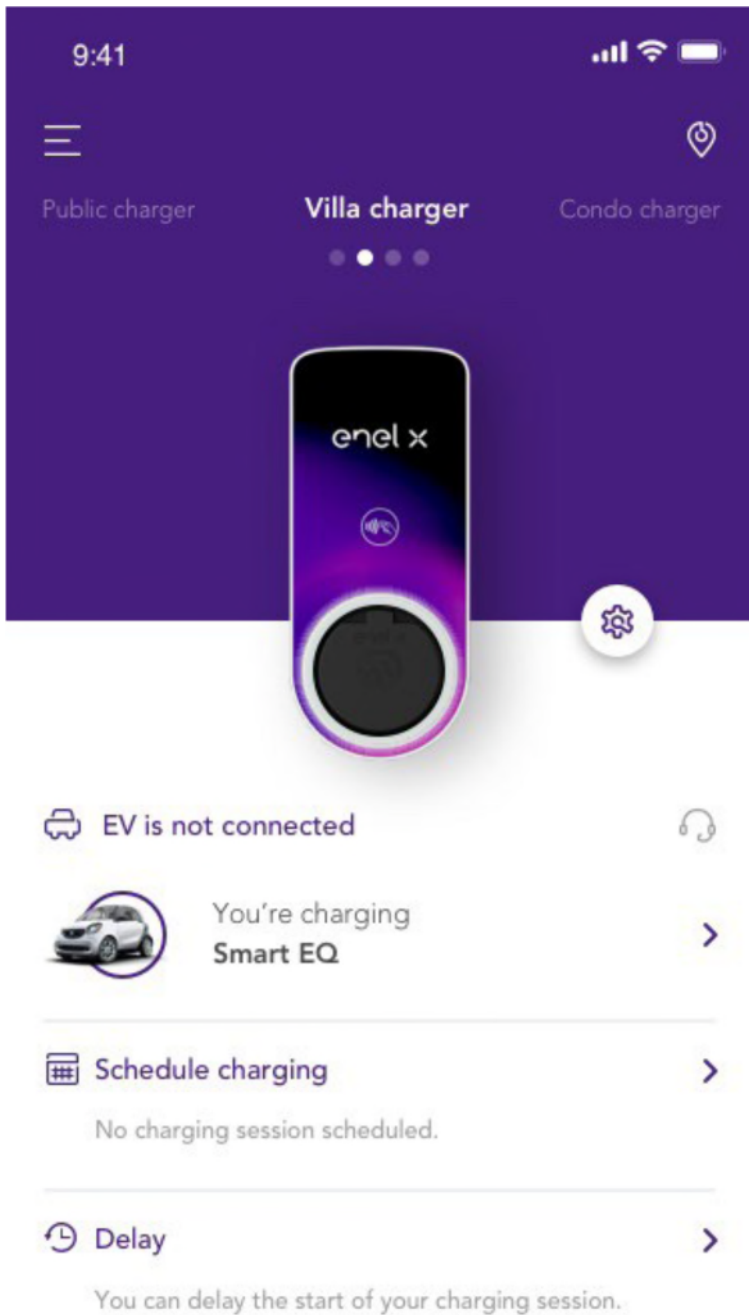 9:41
Public charger Villa charger Condo charger
enel x
enel x
EV is not connected
You're charging
Smart EQ
Schedule charging
No charging session scheduled.
Delay
You can delay the start of your charging session.